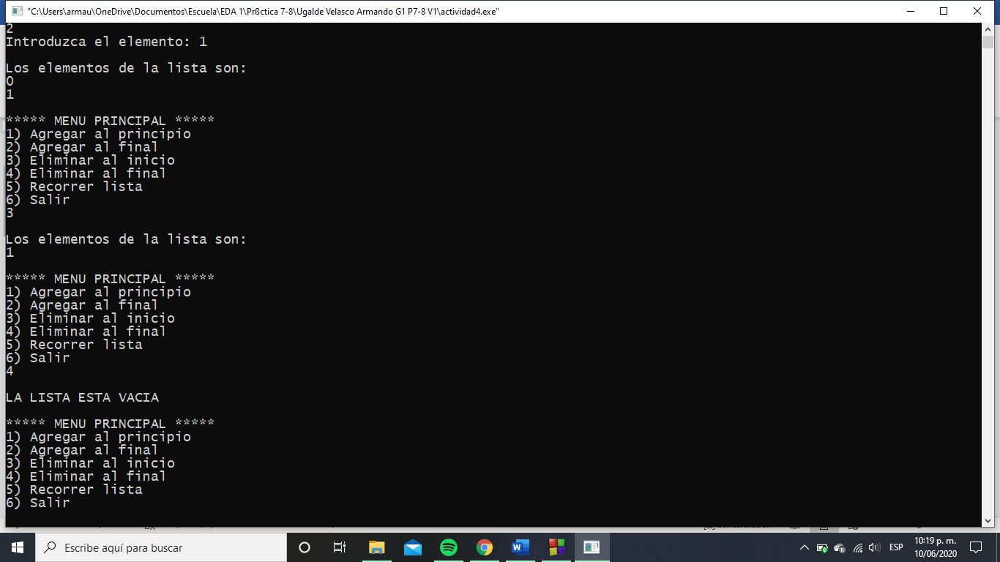 "C:\Users\armau\OneDrive\Documentos\Escuela\EDA 1\Prßctica 7-8\Ugalde Velasco Armando G1 P7-8 V1\actividad4.exe"
2
Introduzca el elemento: 1
Los elementos de la lista son:
0
1
***** MENU PRINCIPAL *****
1) Agregar al principio
2) Agregar al final
3) Eliminar al inicio
4) Eliminar al final
5) Recorrer lista
6) Salir
3
Los elementos de la lista son:
1
***** MENU PRINCIPAL *****
1) Agregar al principio
2) Agregar al final
3) Eliminar al inicio
4) Eliminar al final
5) Recorrer lista
6) Salir
4
LA LISTA ESTA VACIA
***** MENU PRINCIPAL *****
1) Agregar al principio
2) Agregar al final
3) Eliminar al inicio
4) Eliminar al final
5) Recorrer lista
6) Salir
Escribe aquí para buscar
ESP
10:19 p. m.
10/06/2020